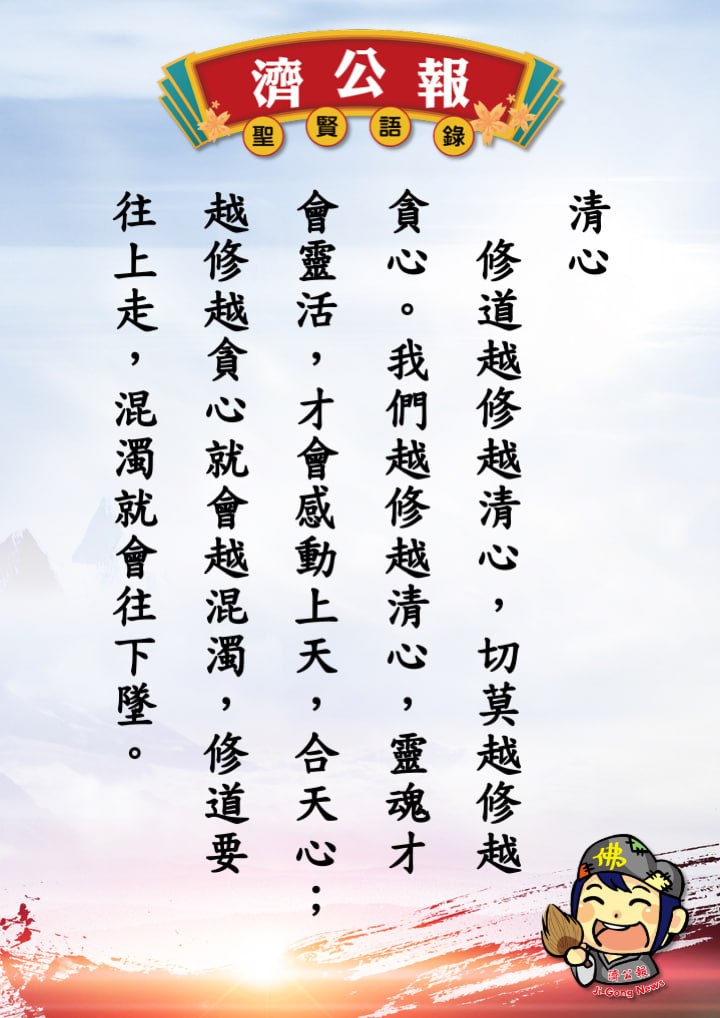 濟公報
聖賢語錄
清心
修道越修越清心，切莫越修越
貪心。我們越修越清心，靈魂才
會靈活，才會感動上天，合天心；
越修越貪心就會越混濁，修道要
往上走，混濁就會往下墜。
佛
濟公報
JiGong News